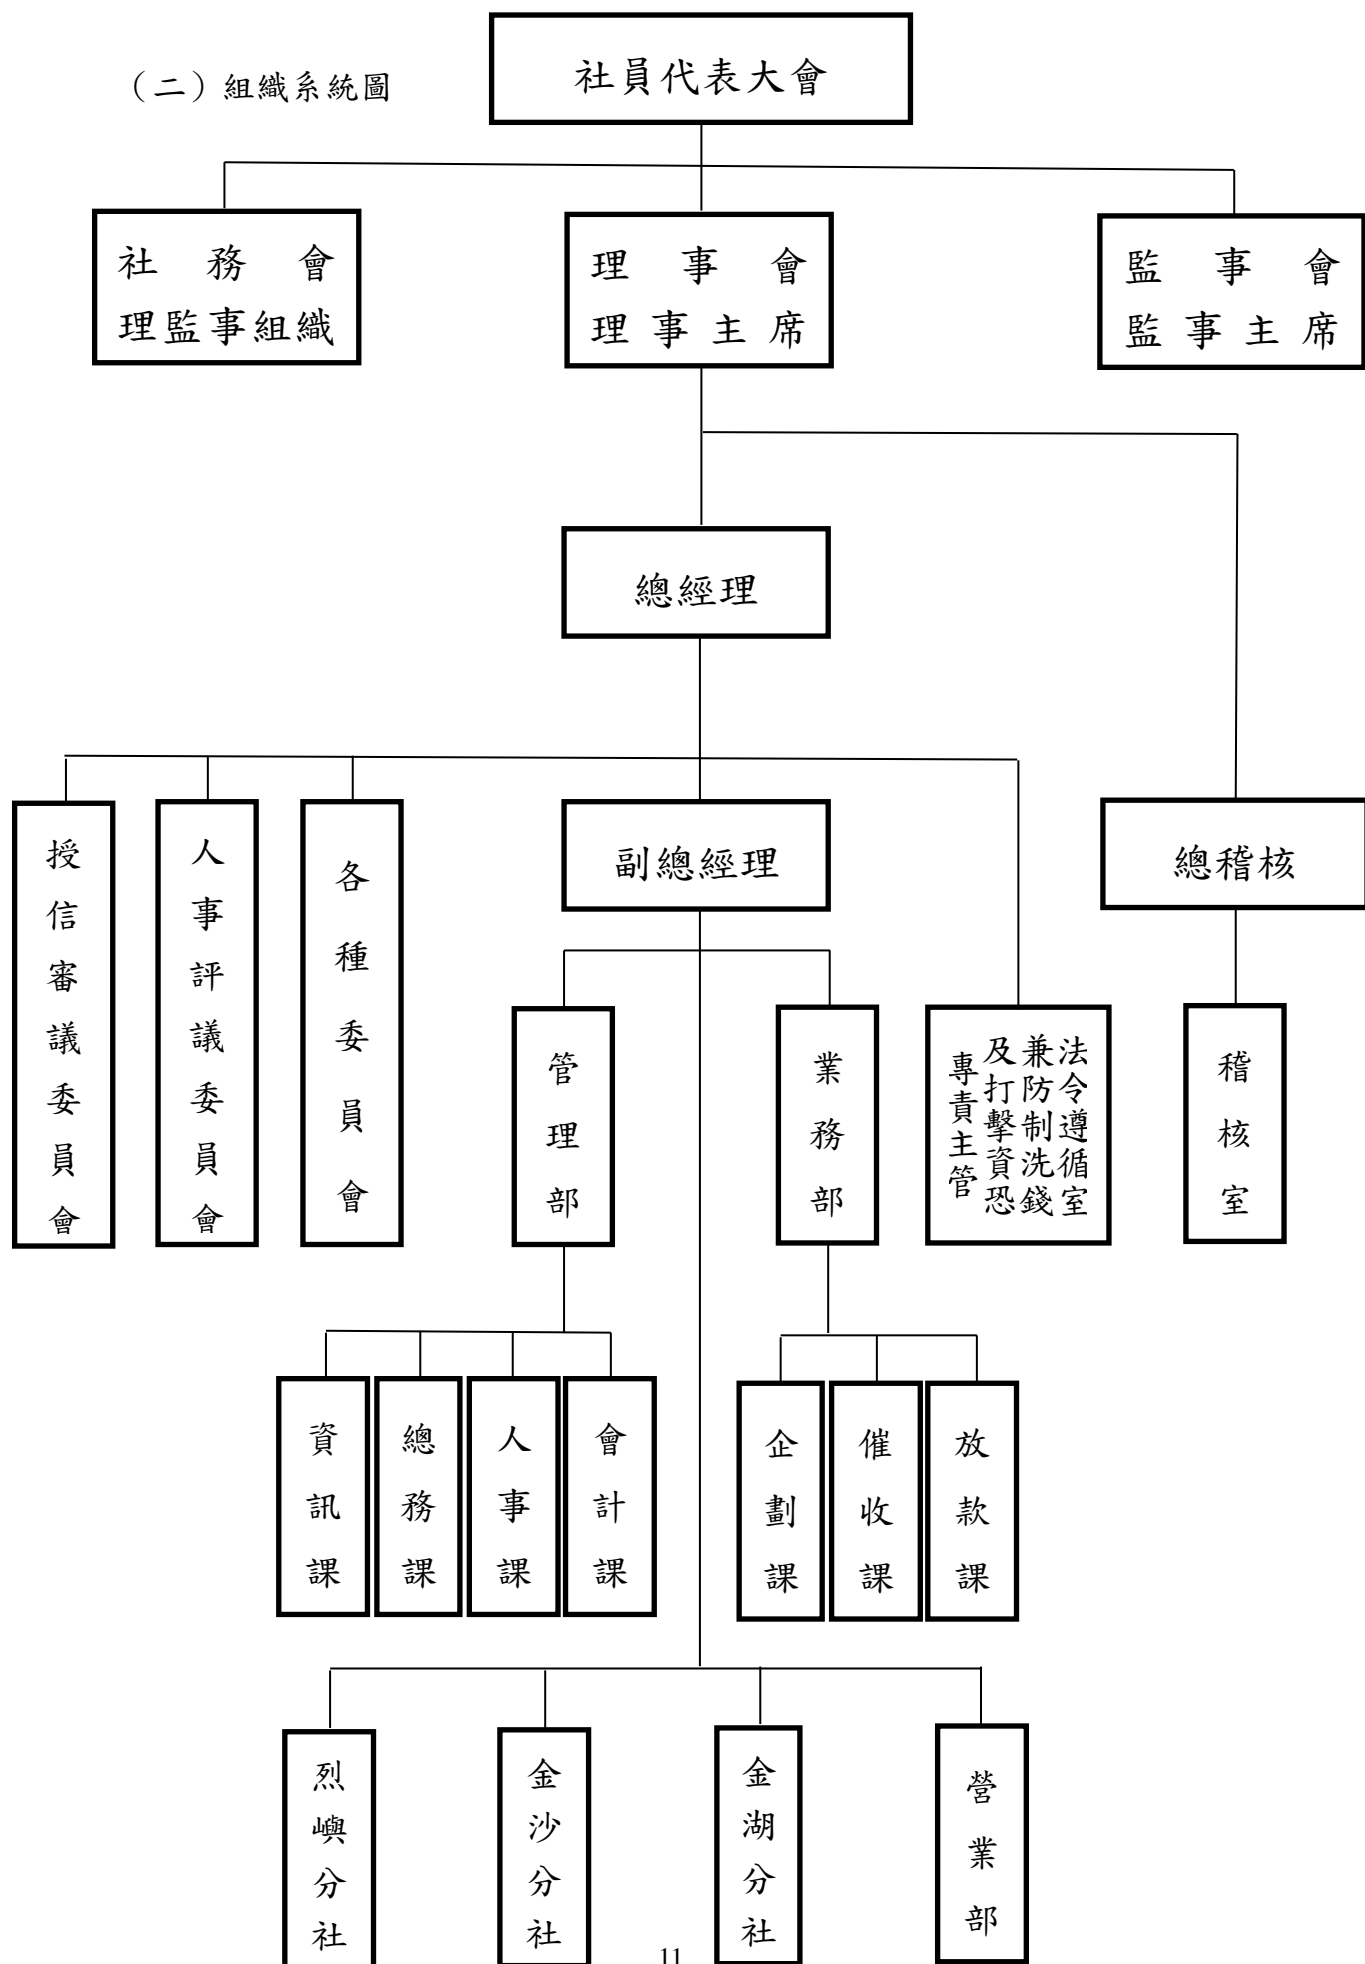 （二）組織系統圖
社員代表大會
社務會
理監事組織
理事會
理事主席
監事會
監事主席
總經理
授信審議委員會
人事評議委員會
各種委員會
副總經理
總稽核
管理部
業務部
法令遵循室
兼防制洗錢
及打擊資恐
專責主管
稽核室
資訊課
總務課
人事課
會計課
企劃課
催收課
放款課
烈嶼分社
金沙分社
金湖分社
營業部
11